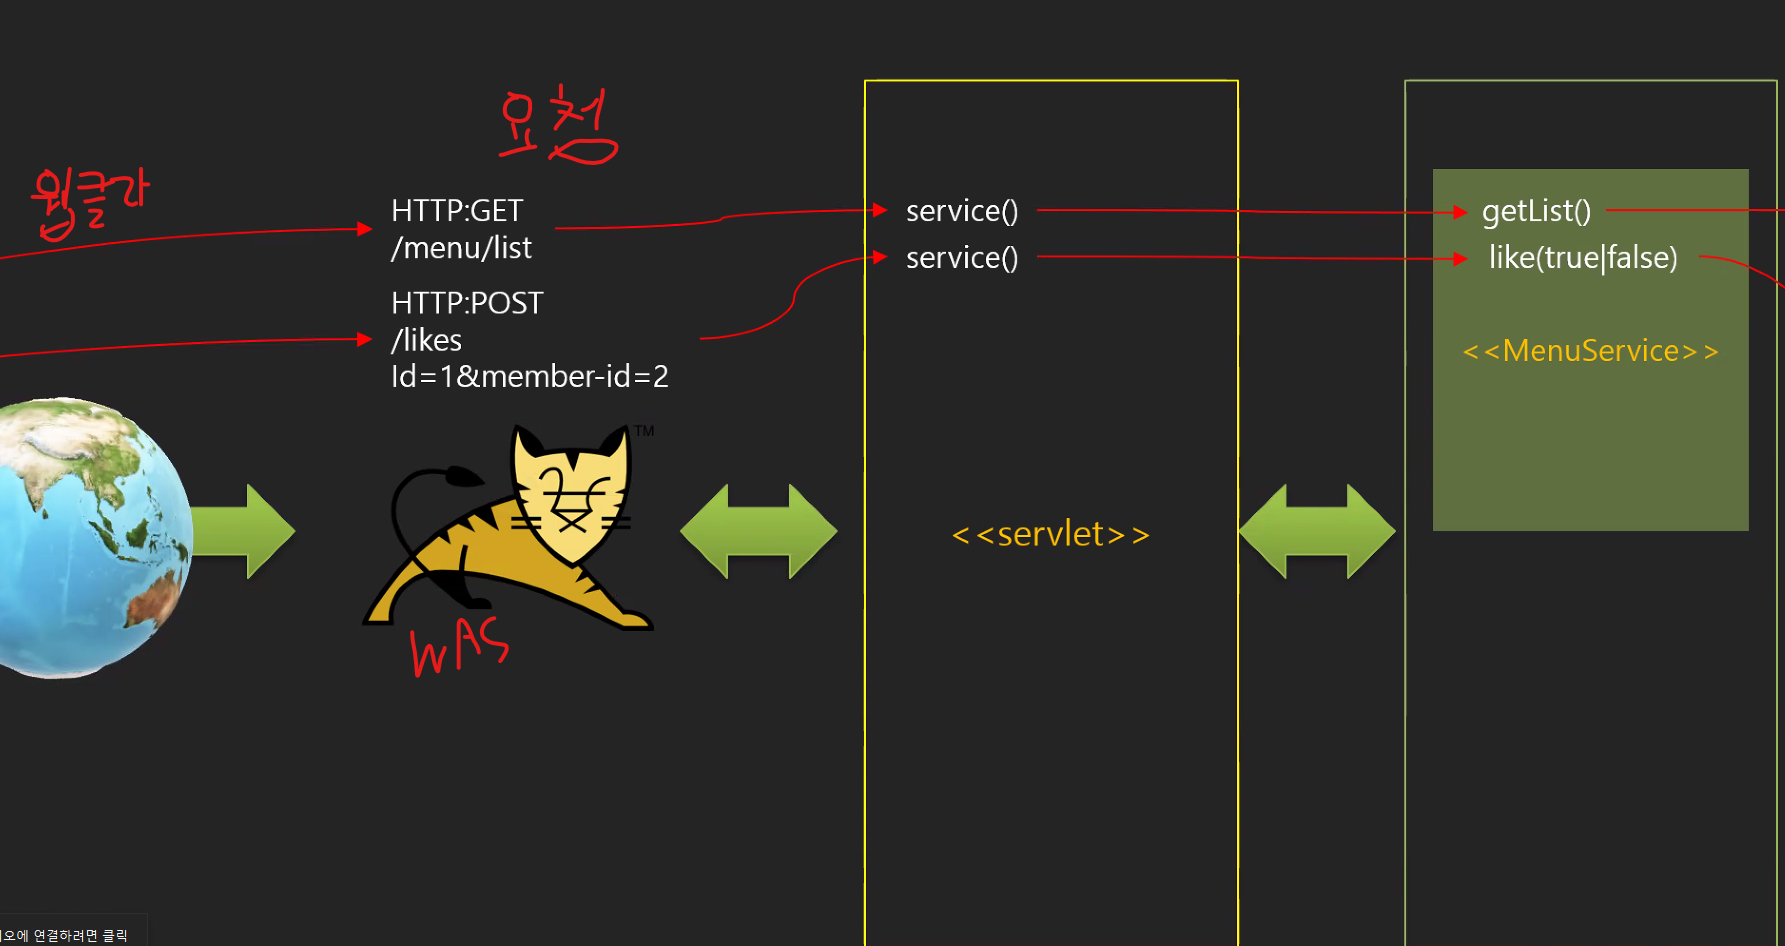 요청
웹클라
HTTP:GET
/menu/list
HTTP:POST
/likes
Id=1&member-id=2
TM
WAS
service()
service()
<<servlet>>
getList()
like(true|false)
<<MenuService>>
오에 연결하려면 클릭